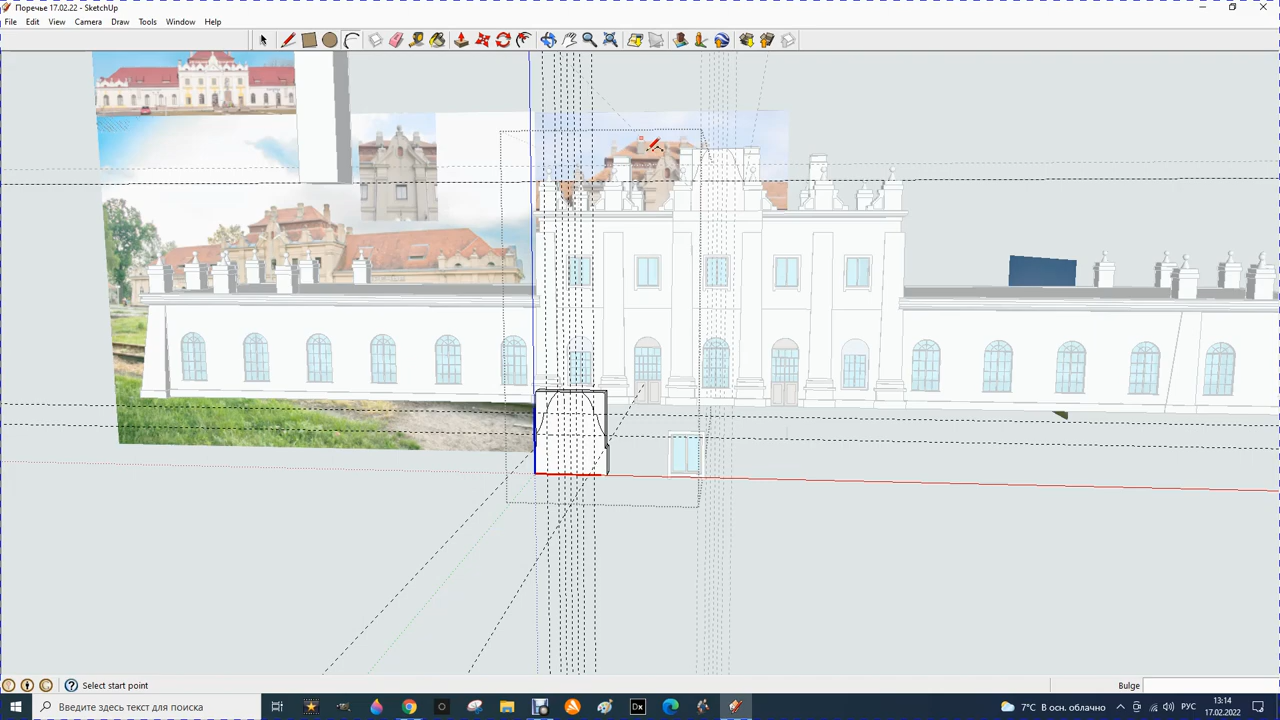 Поречье 17.02.22 - SketchUp
File Edit View Camera Draw Tools Window Help
Select start point
Bulge
Введите здесь текст для поиска
Dx
7°C В осн. облачно
РУС
13:14
17.02.2022